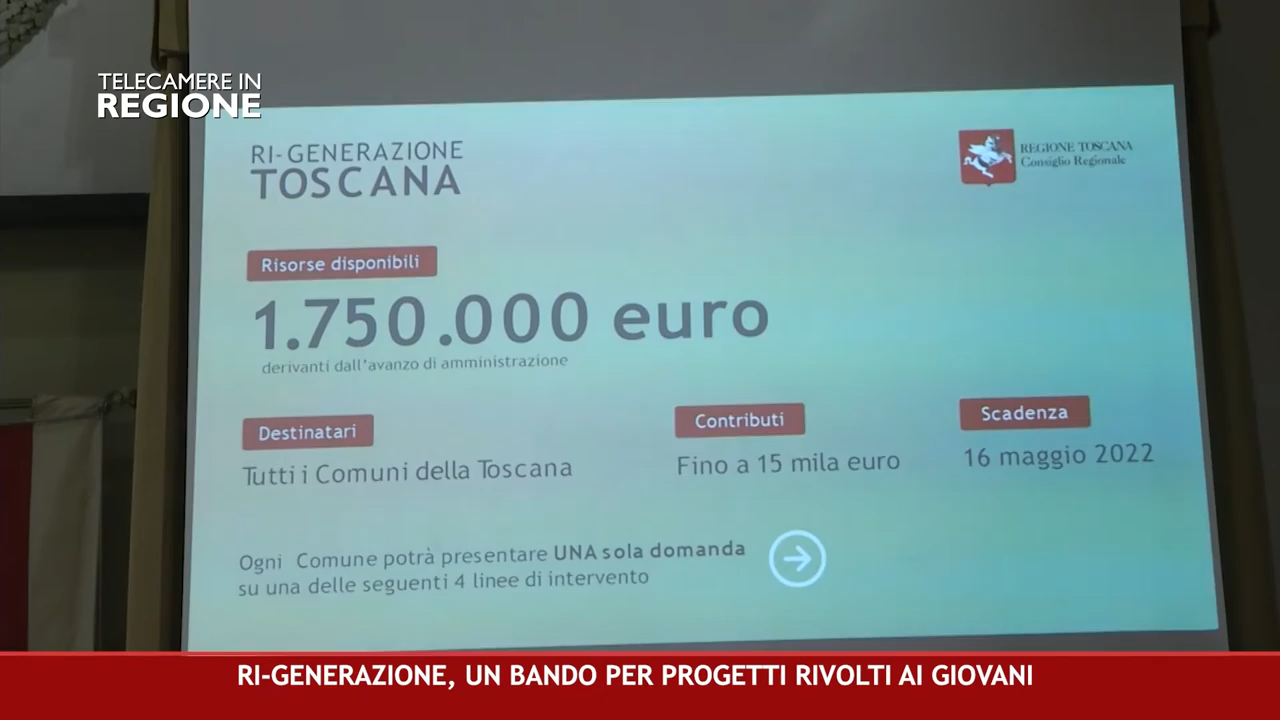 TELECAMERE IN
REGIONE
RI-GENERAZIONE
TOSCANA
REGIONE TOSCANA
Consiglio Regionale
Risorse disponibili
1.750.000 euro
derivanti dall'avanzo di amministrazione
Destinatari
Tutti i Comuni della Toscana
Contributi
Fino a 15 mila euro
Scadenza
16 maggio 2022
Ogni Comune potrà presentare UNA sola domanda
su una delle seguenti 4 linee di intervento
RI-GENERAZIONE, UN BANDO PER PROGETTI RIVOLTI AI GIOVANI